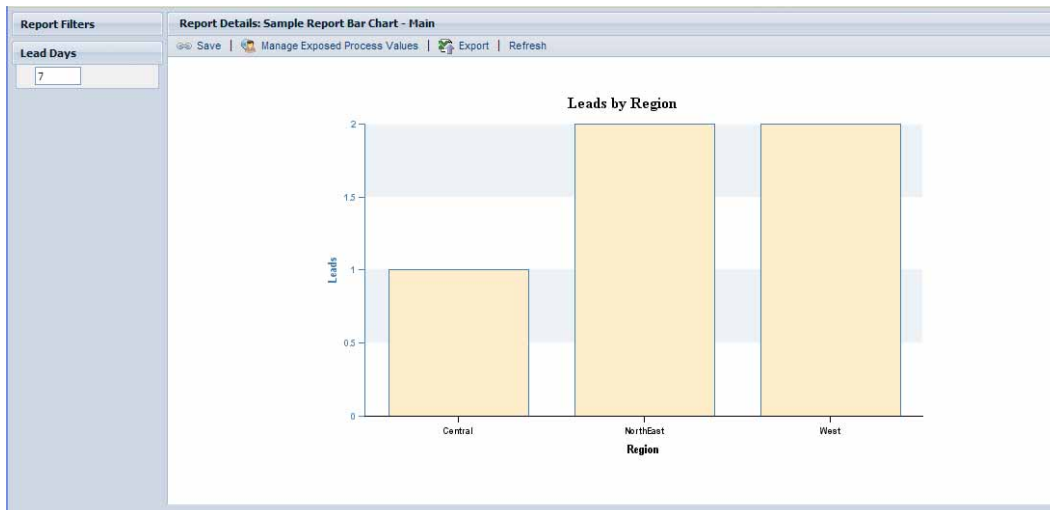 Report Filters
Lead Days
7
Report Details: Sample Report Bar Chart - Main
Save | Manage Exposed Process Values | Export | Refresh
Leads by Region
2
1.5
1
0.5
0
Leads
Central NorthEast West
Region